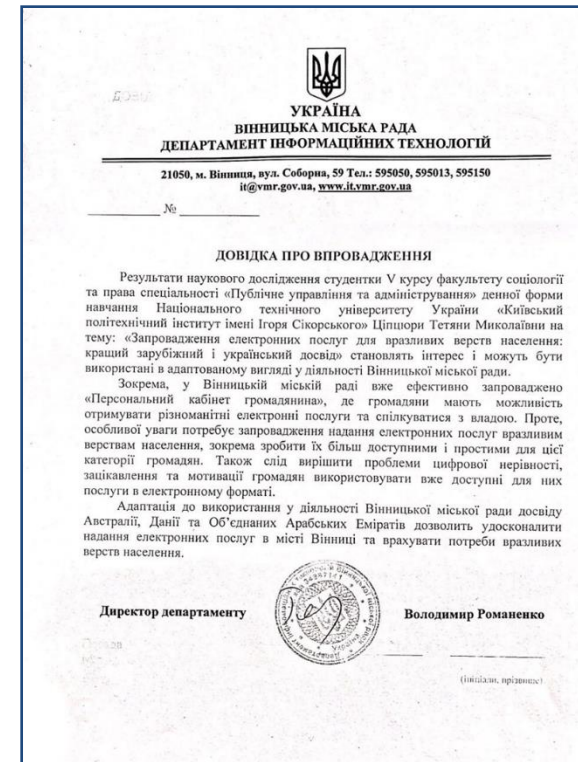 УКРАЇНА
ВІННИЦЬКА МІСЬКА РАДА
ДЕПАРТАМЕНТ ІНФОРМАЦІЙНИХ ТЕХНОЛОГІЙ
21050, м. Вінниця, вул. Соборна, 59 Тел.: 595050, 595013, 595150
it@vmr.gov.ua, www.it.vmr.gov.ua
___________ № ___________
ДОВІДКА ПРО ВПРОВАДЖЕННЯ
Результати наукового дослідження студентки V курсу факультету соціології
та права спеціальності «Публічне управління та адміністрування» денної форми
навчання Національного технічного університету України «Київський
політехнічний інститут імені Ігоря Сікорського» Ціпцюри Тетяни Миколаївни на
тему: «Запровадження електронних послуг для вразливих верств населення:
кращий зарубіжний і український досвід» становлять інтерес і можуть бути
використані в адаптованому вигляді у діяльності Вінницької міської ради.
Зокрема, у Вінницькій міській раді вже ефективно запроваджено
«Персональний кабінет громадянина», де громадяни мають можливість
отримувати різноманітні електронні послуги та спілкуватися з владою. Проте,
особливої уваги потребує запровадження надання електронних послуг вразливим
верствам населення, зокрема зробити їх більш доступними і простими для цієї
категорії громадян. Також слід вирішити проблеми цифрової нерівності,
зацікавлення та мотивації громадян використовувати вже доступні для них
послуги в електронному форматі.
Адаптація до використання у діяльності Вінницької міської ради досвіду
Австралії, Данії та Об'єднаних Арабських Еміратів дозволить удосконалити
надання електронних послуг в місті Вінниці та врахувати потреби вразливих
верств населення.
Директор департаменту Володимир Романенко
(ініціали, прізвище)